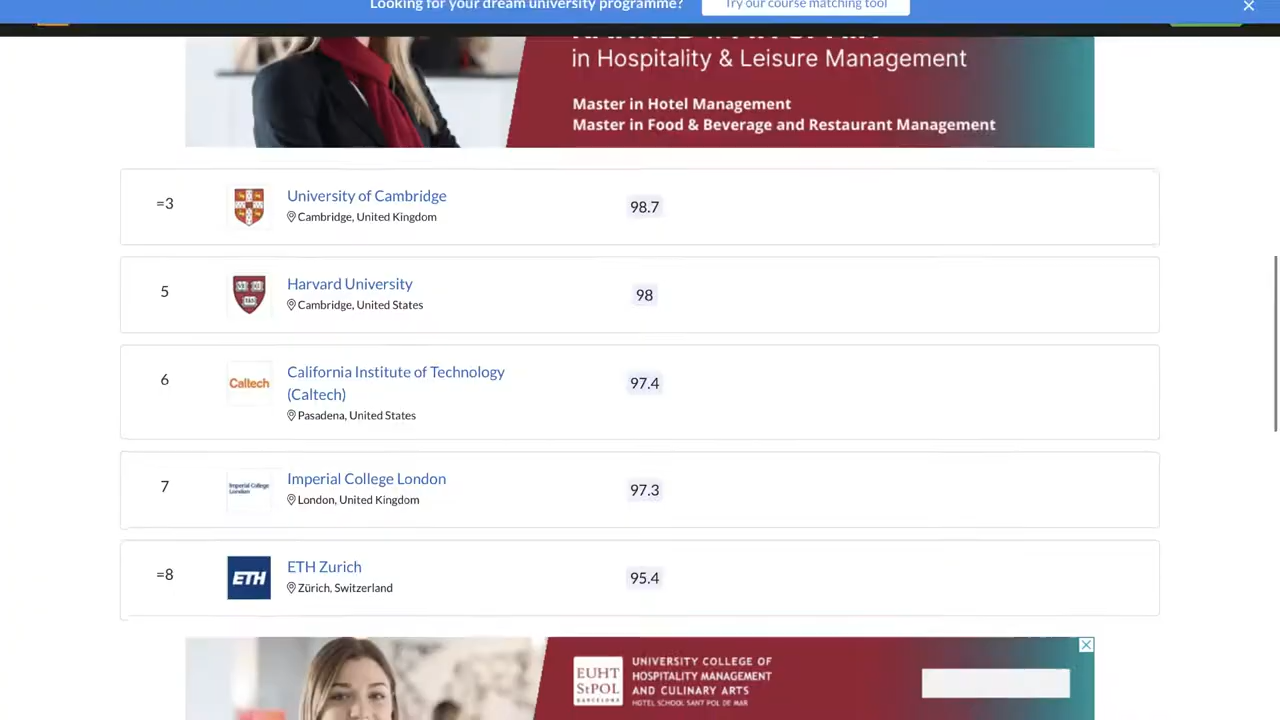 Looking for your dream university programme?
Try our course matching tool
in Hospitality & Leisure Management
Master in Hotel Management
Master in Food & Beverage and Restaurant Management
=3
University of Cambridge
Cambridge, United Kingdom
98.7
5
Harvard University
Cambridge, United States
98
6
Caltech
California Institute of Technology
(Caltech)
Pasadena, United States
97.4
7
Imperial College
London
Imperial College London
London, United Kingdom
97.3
=8
ETH
ETH Zurich
Zürich, Switzerland
95.4
EUHT
StPOL
BARCELONA
UNIVERSITY COLLEGE OF
HOSPITALITY MANAGEMENT
AND CULINARY ARTS
HOTEL SCHOOL SANT POL DE MAR